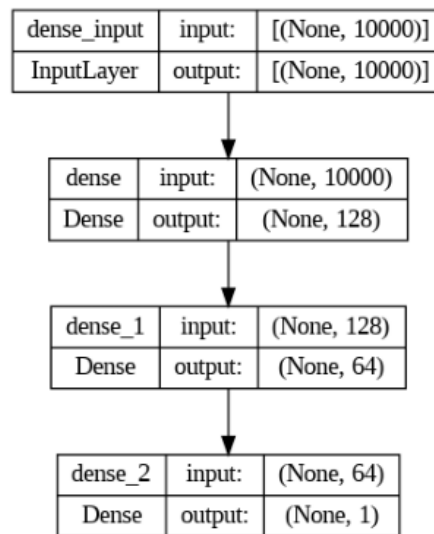 dense_input input: [(None, 10000)]
InputLayer output: [(None, 10000)]
dense input: (None, 10000)
Dense output: (None, 128)
dense_1 input: (None, 128)
Dense output: (None, 64)
dense_2 input: (None, 64)
Dense output: (None, 1)